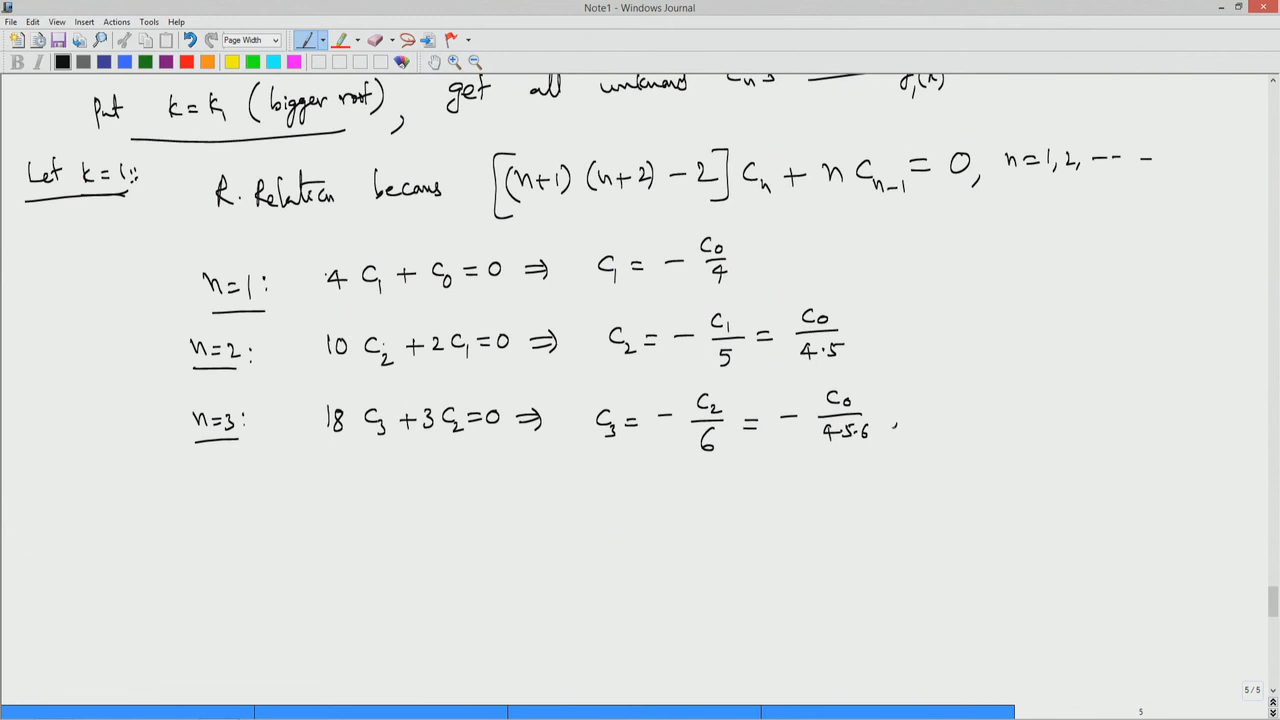 Note1 - Windows Journal
File Edit View Insert Actions Tools Help
Page Width
B I
Put k = k₁ (bigger root), get all unknown Cₙ's — σ₁(x)
Let k=1:: R. Relation becoms [(n+1) (n+2) - 2] Cₙ + n Cₙ₋₁ = 0, n=1, 2, -- -
n=1: 4 C₁ + C₀ = 0 ⇒ C₁ = - C₀/4
n=2: 10 C₂ + 2 C₁ = 0 ⇒ C₂ = - C₁/5 = C₀/4·5
n=3: 18 C₃ + 3 C₂ = 0 ⇒ C₃ = - C₂/6 = - C₀/4·5·6 ,
5 / 5
5